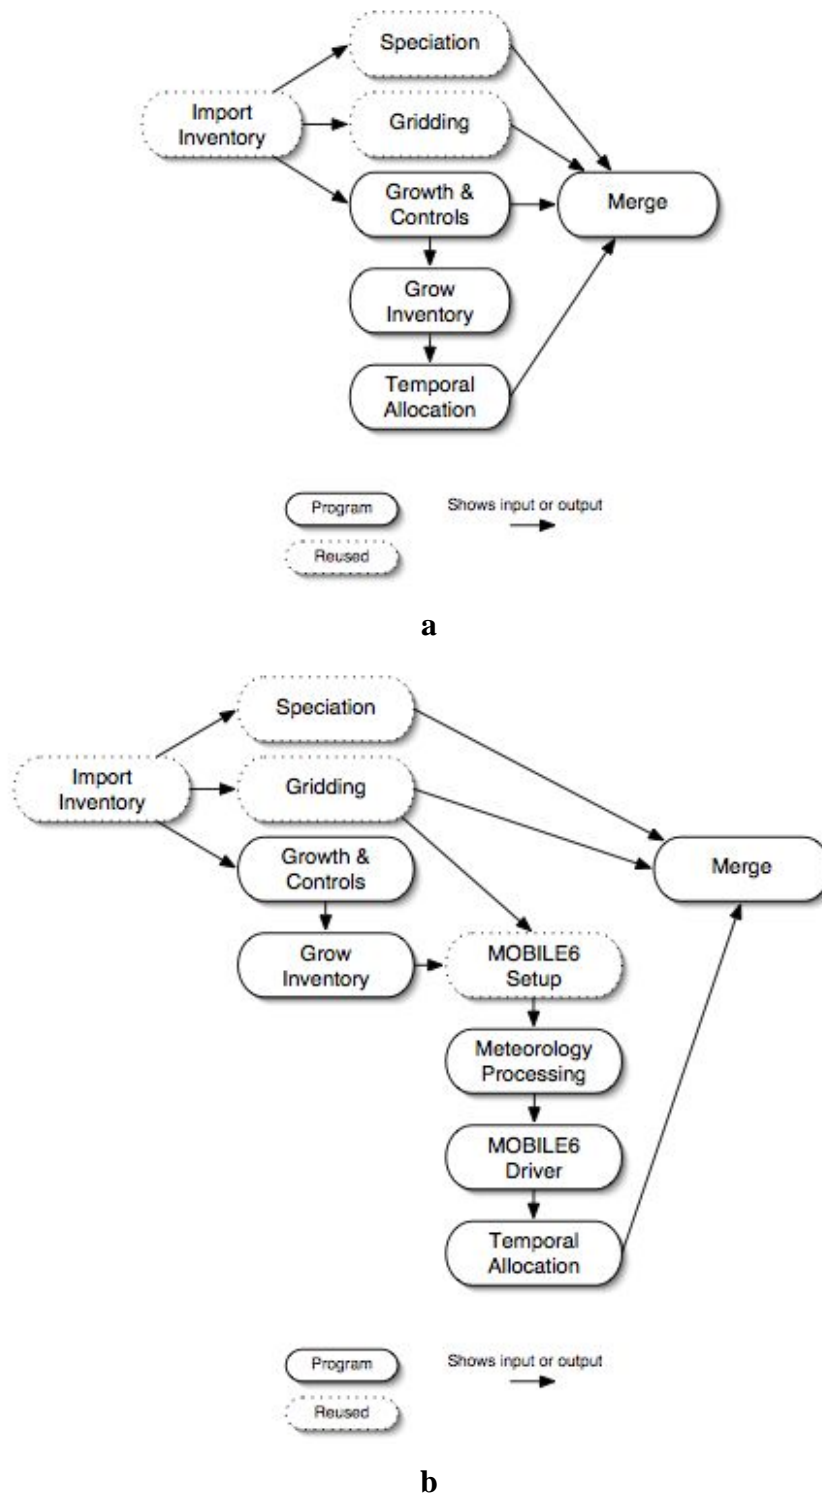 Speciation
Import
Inventory
Gridding
Growth &
Controls
Merge
Grow
Inventory
Temporal
Allocation
Program
Shows input or output
Reused
a
Speciation
Import
Inventory
Gridding
Growth &
Controls
Merge
Grow
Inventory
MOBILE6
Setup
Meteorology
Processing
MOBILE6
Driver
Temporal
Allocation
Program
Shows input or output
Reused
b